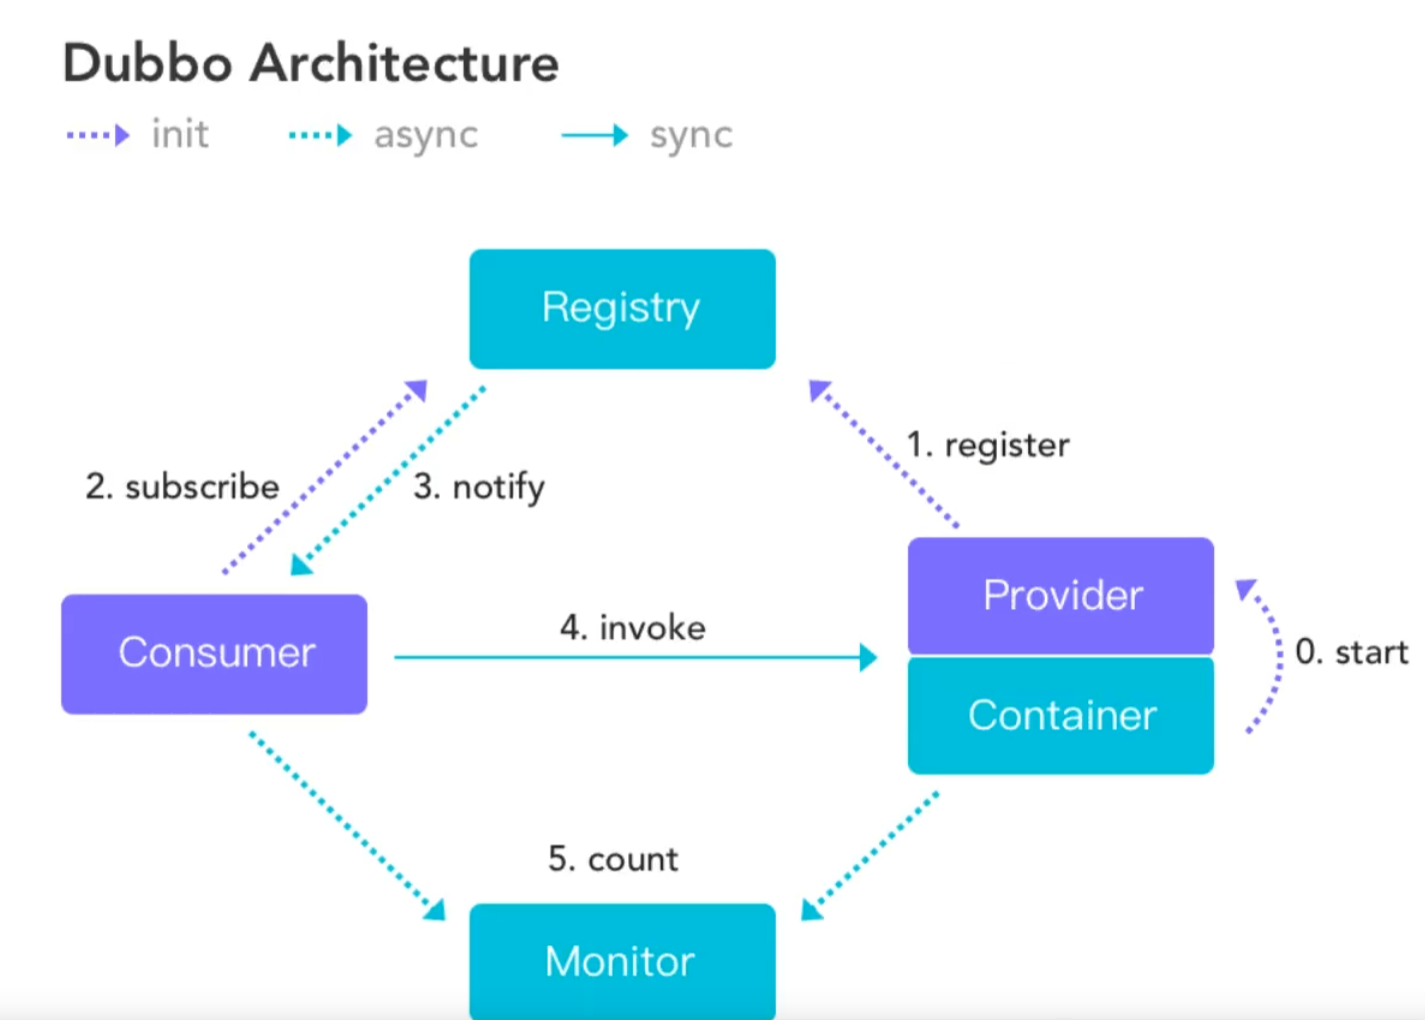 Dubbo Architecture
init async sync
Registry
1. register
2. subscribe
3. notify
Provider
4. invoke
Consumer
0. start
Container
5. count
Monitor